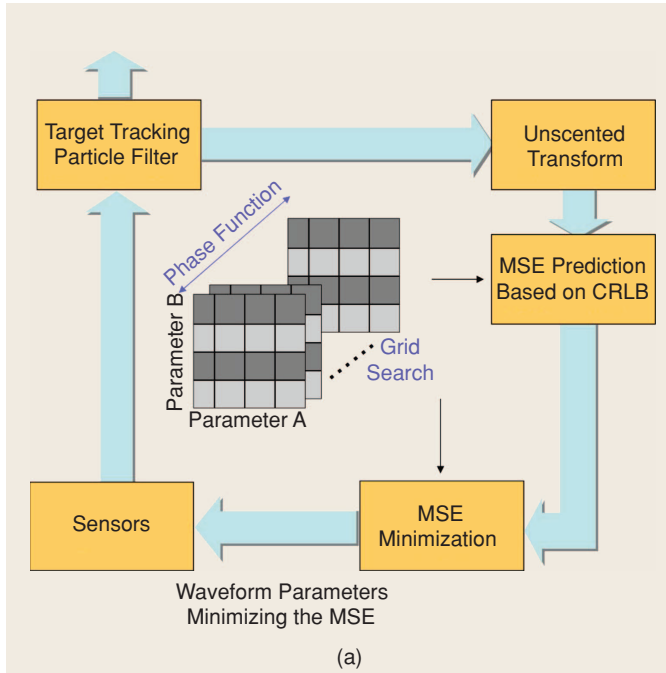 Target Tracking
Particle Filter
Unscented
Transform
Phase Function
MSE Prediction
Based on CRLB
Parameter B
Grid
Search
Parameter A
Sensors
MSE
Minimization
Waveform Parameters
Minimizing the MSE
(a)